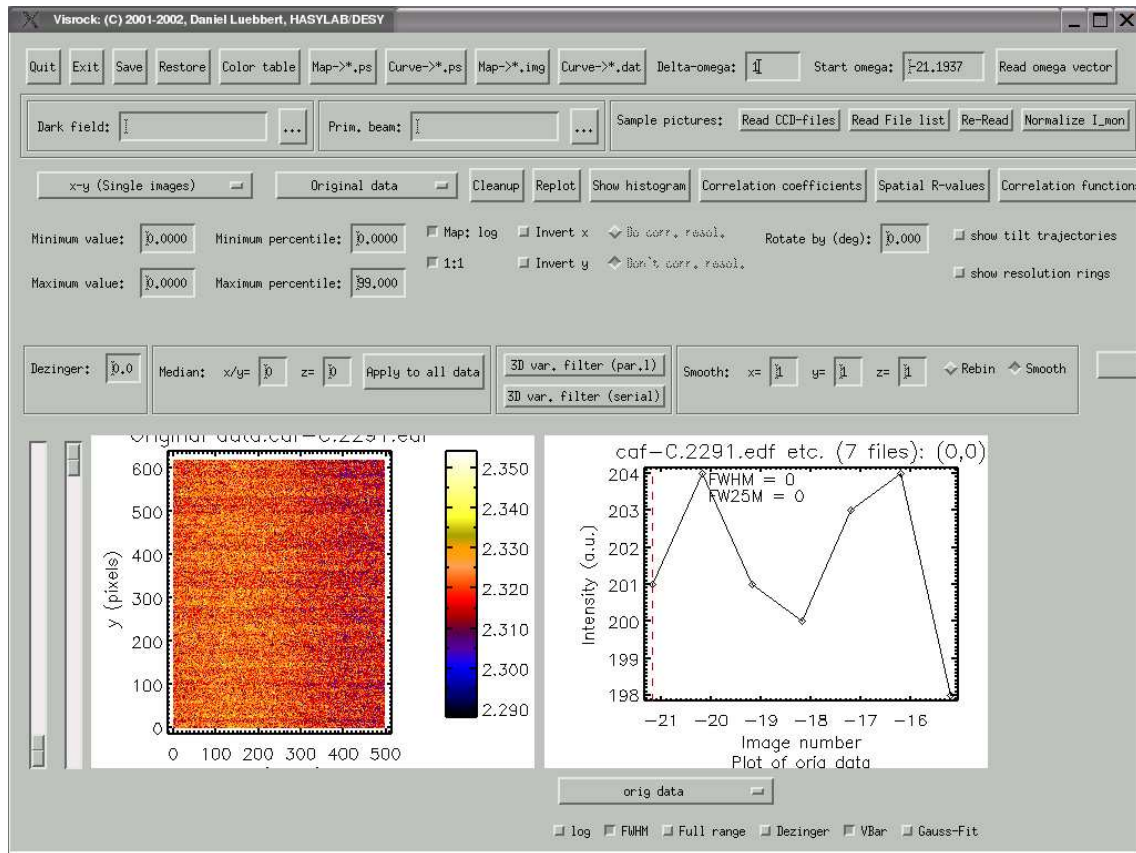 Visrock: (C) 2001-2002, Daniel Luebbert, HASYLAB/DESY
Quit Exit Save Restore Color table Map->*.ps Curve->*.ps Map->*.img Curve->*.dat Delta-omega: 1 Start omega: -21.1937 Read omega vector
Dark field: ... Prim. beam: ... Sample pictures: Read CCD-files Read File list Re-Read Normalize I_mon
x-y (Single images) Original data Cleanup Replot Show histogram Correlation coefficients Spatial R-values Correlation function
Minimum value: 0.0000 Minimum percentile: 0.0000 Map: log Invert x Do corr. resol. Rotate by (deg): 0.000 show tilt trajectories
Maximum value: 0.0000 Maximum percentile: 99.000 1:1 Invert y Don't corr. resol. show resolution rings
Dezinger: 0.0 Median: x/y= 0 z= 0 Apply to all data 3D var. filter (par.1) Smooth: x= 1 y= 1 z= 1 Rebin Smooth
3D var. filter (serial)
Original data:caf-C.2291.edf
600
500
400
300
200
100
0
y (pixels)
0 100 200 300 400 500
2.350
2.340
2.330
2.320
2.310
2.300
2.290
caf-C.2291.edf etc. (7 files): (0,0)
FWHM = 0
FW25M = 0
204
203
202
201
200
199
198
Intensity (a.u.)
-21 -20 -19 -18 -17 -16
Image number
Plot of orig data
orig data
log FWHM Full range Dezinger VBar Gauss-Fit